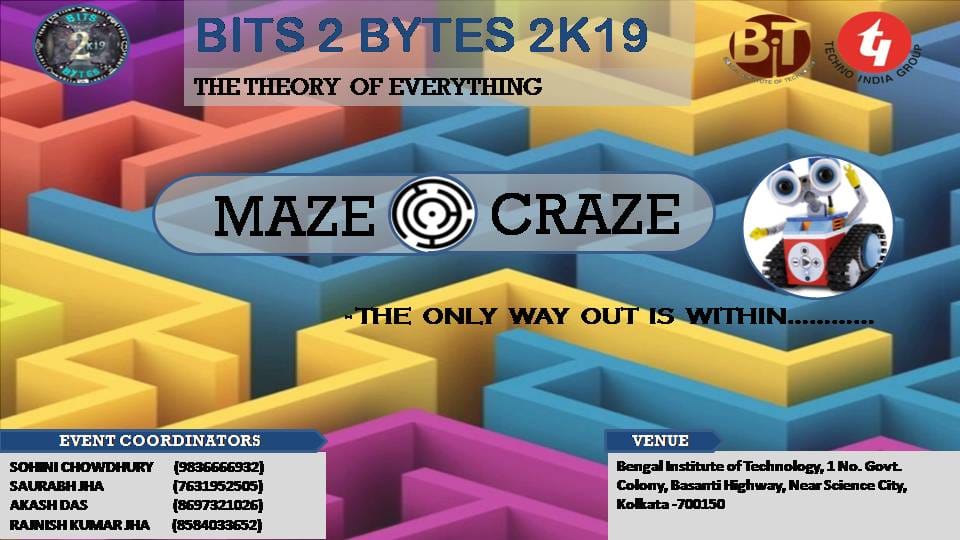 BITS 2 BYTES 2K19
THE THEORY OF EVERYTHING
BITS
2K19
BYTES
BiT
TECHNO INDIA GROUP
MAZE CRAZE
THE ONLY WAY OUT IS WITHIN............
EVENT COORDINATORS
SOHINI CHOWDHURY (9836666932)
SAURABH JHA (7631952505)
AKASH DAS (8697321026)
RAJNISH KUMAR JHA (8584033652)
VENUE
Bengal Institute of Technology, 1 No. Govt.
Colony, Basanti Highway, Near Science City,
Kolkata -700150